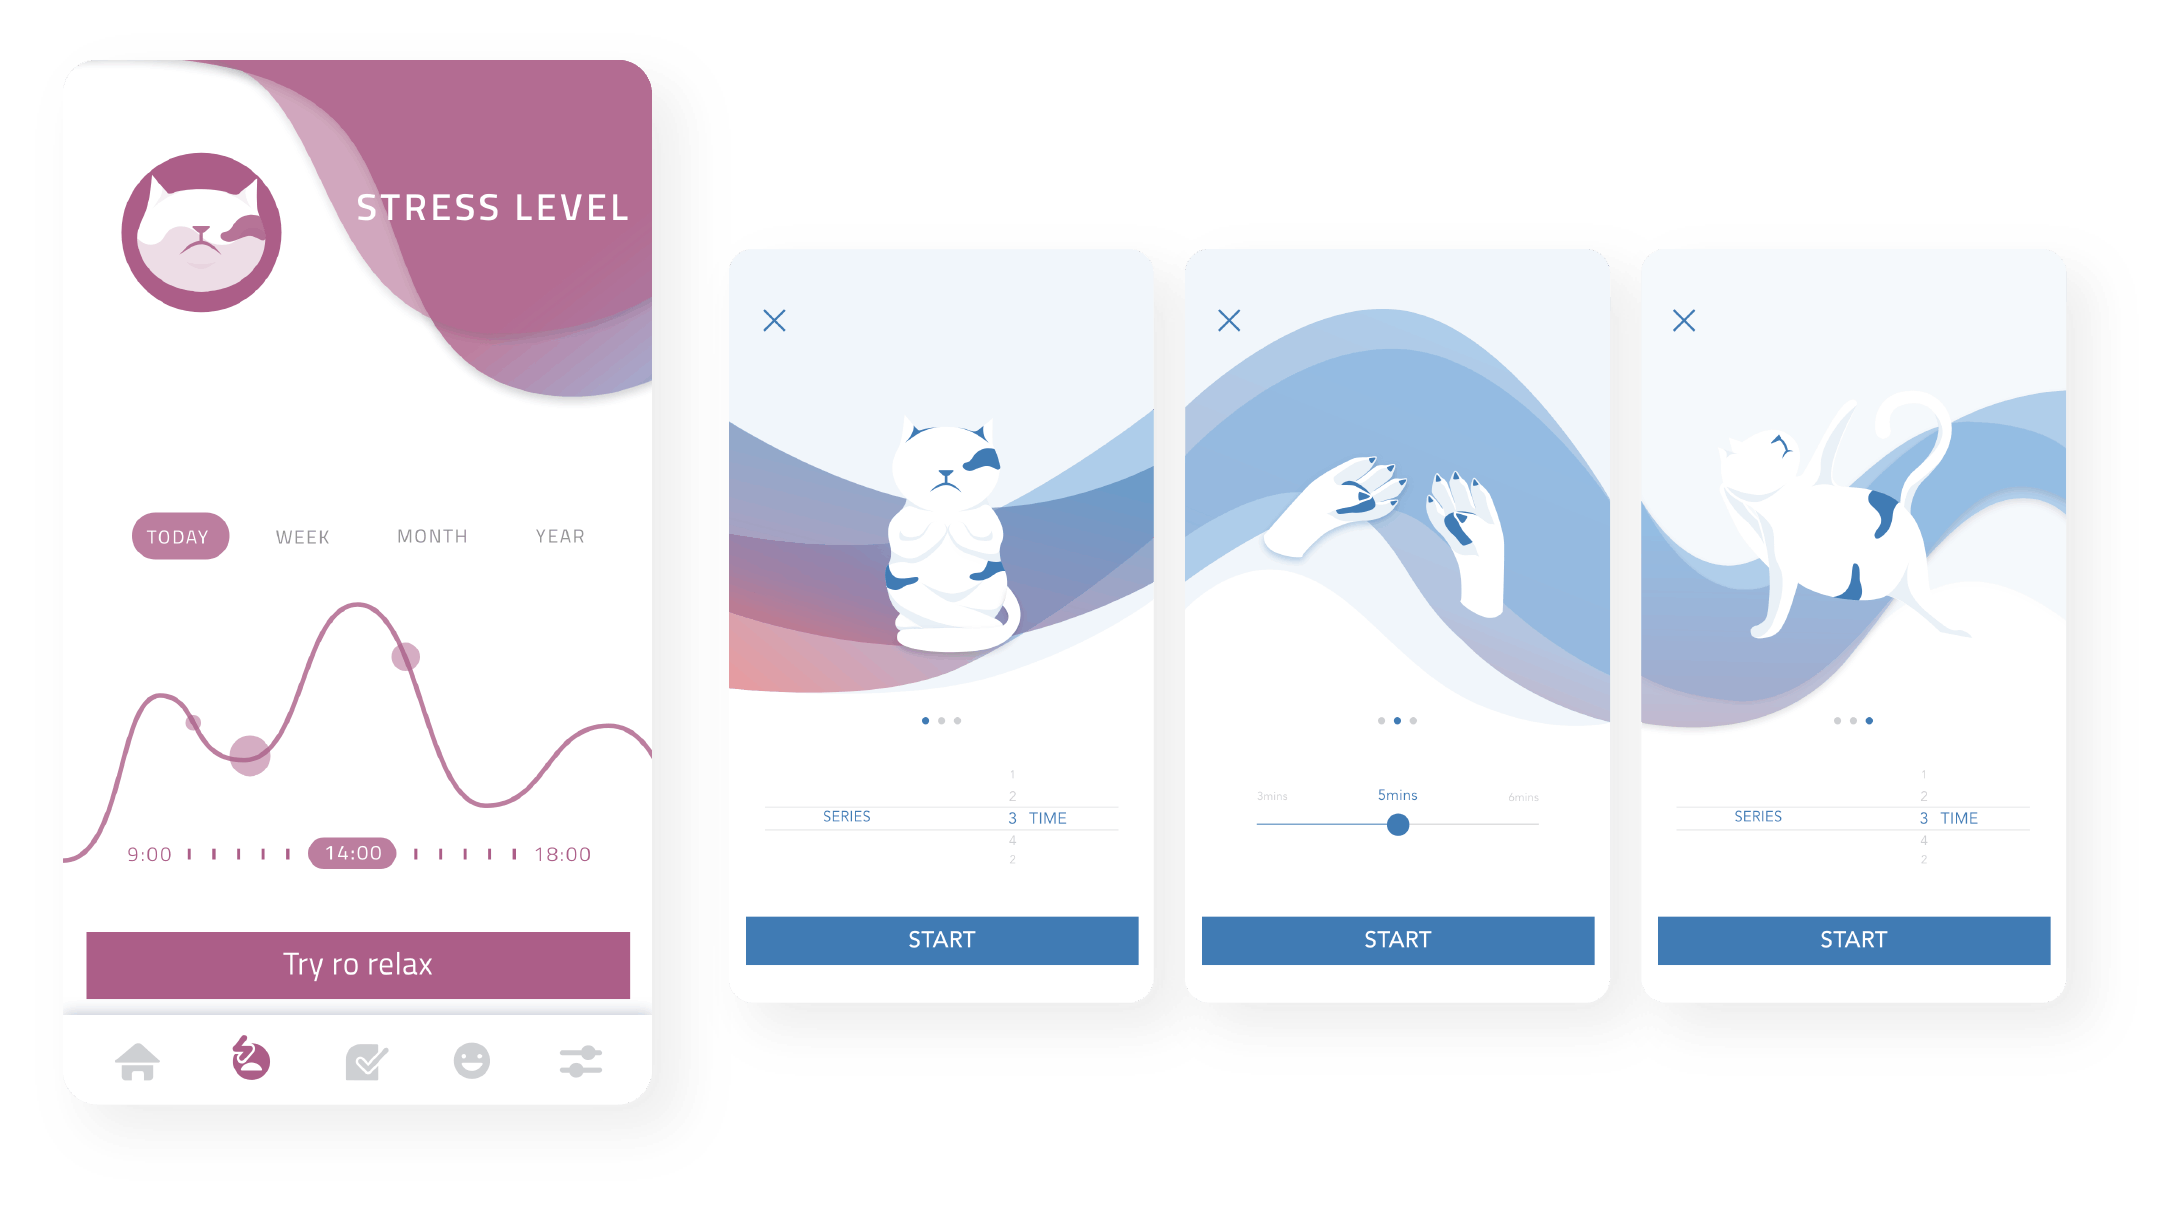 STRESS LEVEL
TODAY WEEK MONTH YEAR
9:00 14:00 18:00
Try ro relax
1
2
SERIES 3 TIME
4
2
START
3mins 5mins 6mins
START
1
2
SERIES 3 TIME
4
2
START